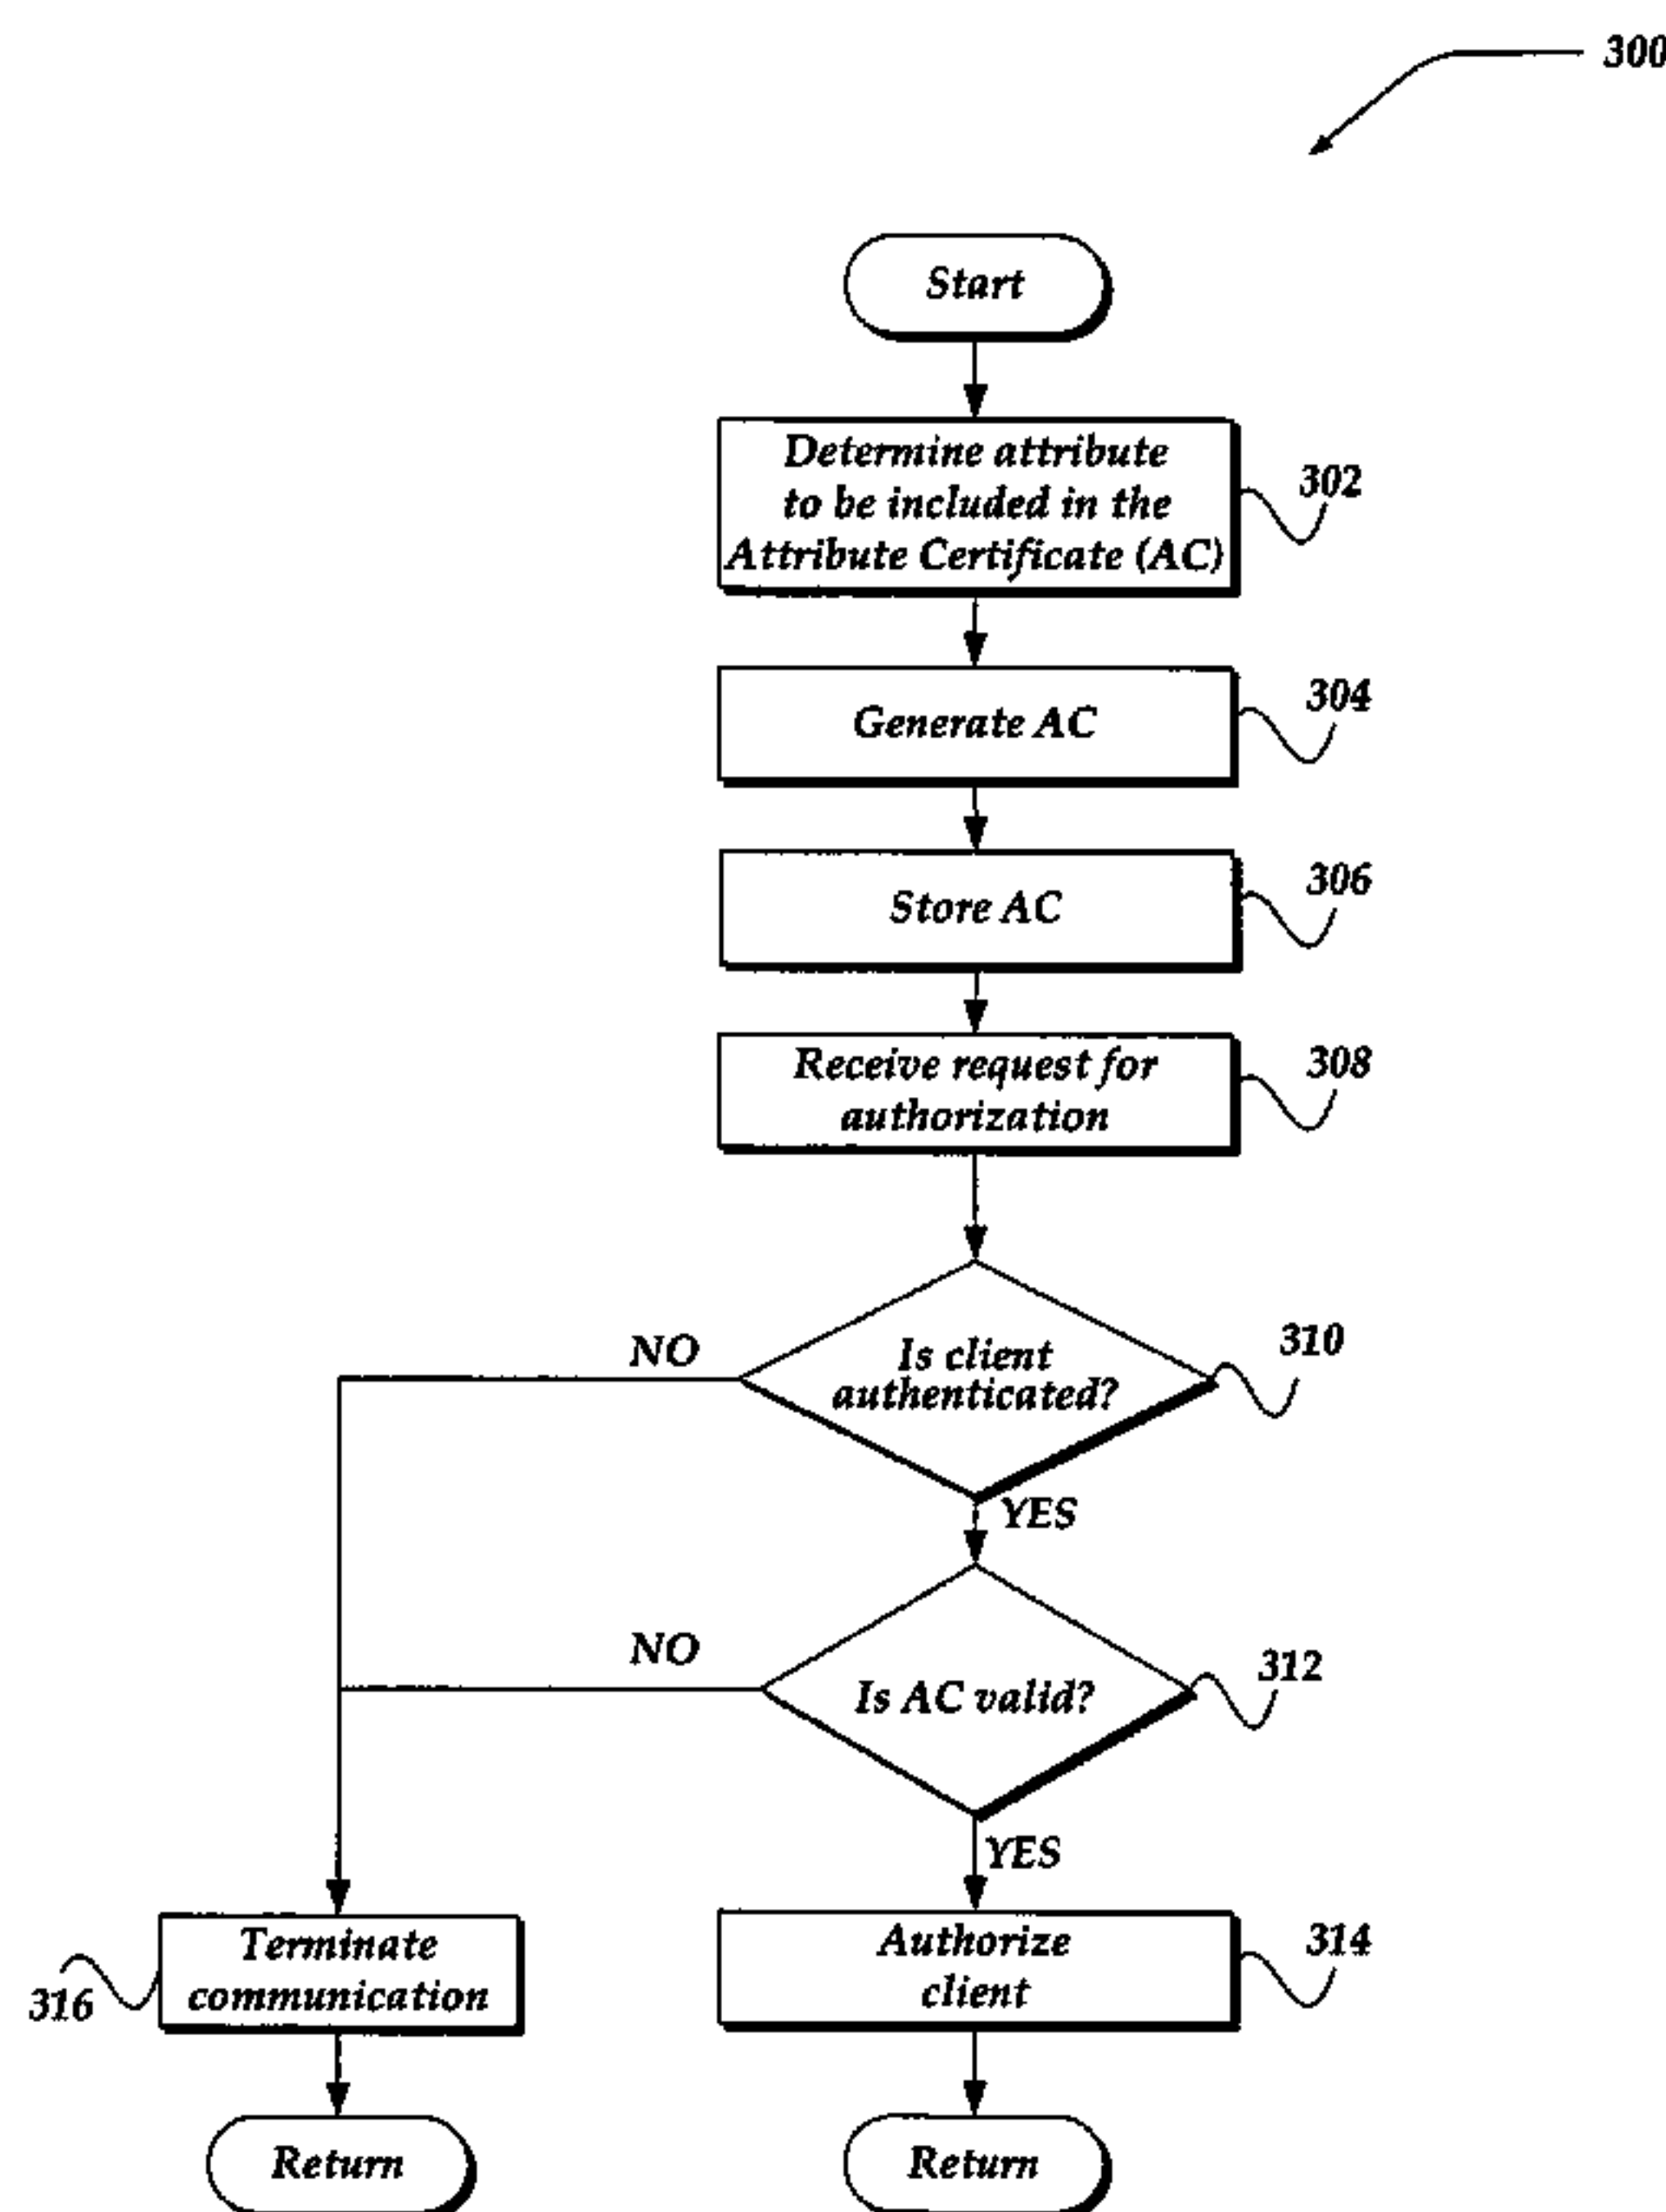 300
Start
Determine attribute
to be included in the
Attribute Certificate (AC)
302
Generate AC
304
Store AC
306
Receive request for
authorization
308
Is client
authenticated?
310
NO
YES
Is AC valid?
312
NO
YES
Terminate
communication
316
Authorize
client
314
Return
Return